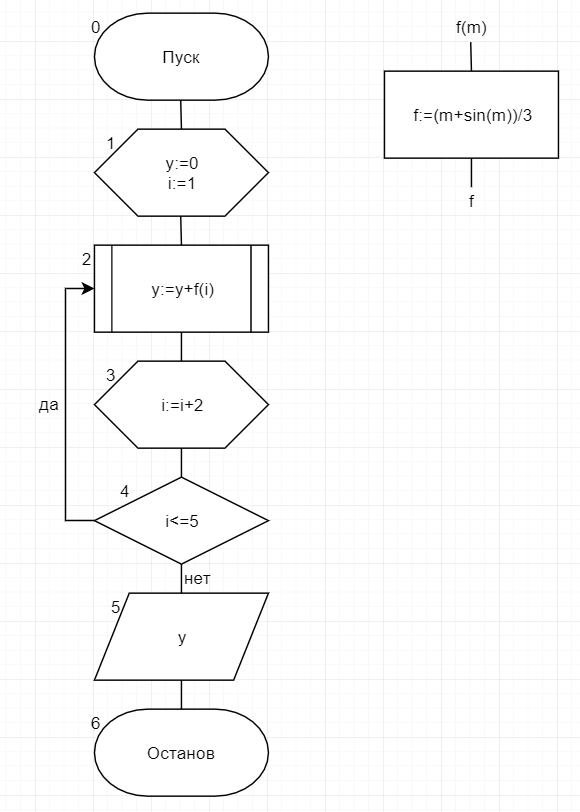 0
Пуск
1
y:=0
i:=1
2
y:=y+f(i)
3
i:=i+2
да
4
i<=5
нет
5
y
6
Останов
f(m)
f:=(m+sin(m))/3
f